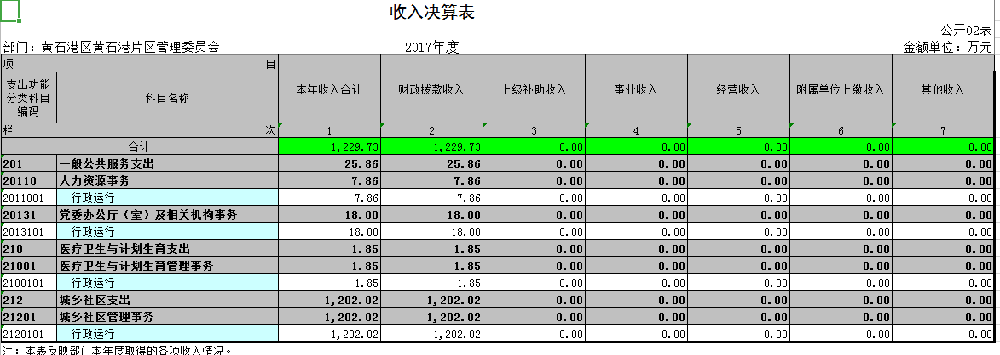 收入决算表
公开02表
部门：黄石港区黄石港片区管理委员会 2017年度 金额单位：万元
项 目 本年收入合计 财政拨款收入 上级补助收入 事业收入 经营收入 附属单位上缴收入 其他收入
支出功能分类科目编码 科目名称
栏 次 1 2 3 4 5 6 7
合计 1,229.73 1,229.73 0.00 0.00 0.00 0.00 0.00
201 一般公共服务支出 25.86 25.86 0.00 0.00 0.00 0.00 0.00
20110 人力资源事务 7.86 7.86 0.00 0.00 0.00 0.00 0.00
2011001 行政运行 7.86 7.86 0.00 0.00 0.00 0.00 0.00
20131 党委办公厅（室）及相关机构事务 18.00 18.00 0.00 0.00 0.00 0.00 0.00
2013101 行政运行 18.00 18.00 0.00 0.00 0.00 0.00 0.00
210 医疗卫生与计划生育支出 1.85 1.85 0.00 0.00 0.00 0.00 0.00
21001 医疗卫生与计划生育管理事务 1.85 1.85 0.00 0.00 0.00 0.00 0.00
2100101 行政运行 1.85 1.85 0.00 0.00 0.00 0.00 0.00
212 城乡社区支出 1,202.02 1,202.02 0.00 0.00 0.00 0.00 0.00
21201 城乡社区管理事务 1,202.02 1,202.02 0.00 0.00 0.00 0.00 0.00
2120101 行政运行 1,202.02 1,202.02 0.00 0.00 0.00 0.00 0.00
注：本表反映部门本年度取得的各项收入情况。